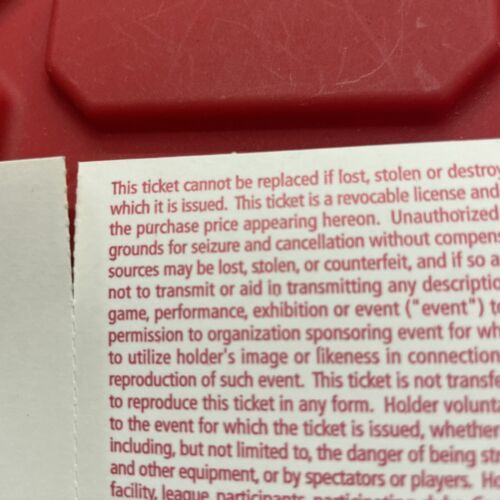 This ticket cannot be replaced if lost, stolen or destroy
which it is issued. This ticket is a revocable license and
the purchase price appearing hereon. Unauthorized
grounds for seizure and cancellation without compens
sources may be lost, stolen, or counterfeit, and if so a
not to transmit or aid in transmitting any descriptio
game, performance, exhibition or event ("event") to
permission to organization sponsoring event for wh
to utilize holder's image or likeness in connection
reproduction of such event. This ticket is not transfe
to reproduce this ticket in any form. Holder volunta
to the event for which the ticket is issued, whether
including, but not limited to, the danger of being str
and other equipment, or by spectators or players. H
facility, league, participants,